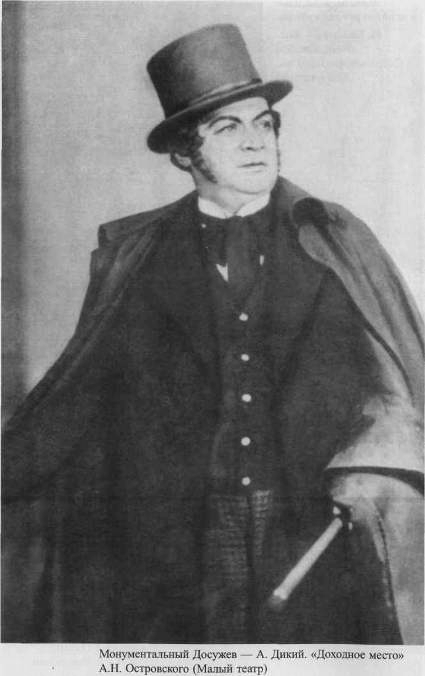 Монументальный Досужев — А. Дикий. «Доходное место»
А.Н. Островского (Малый театр)